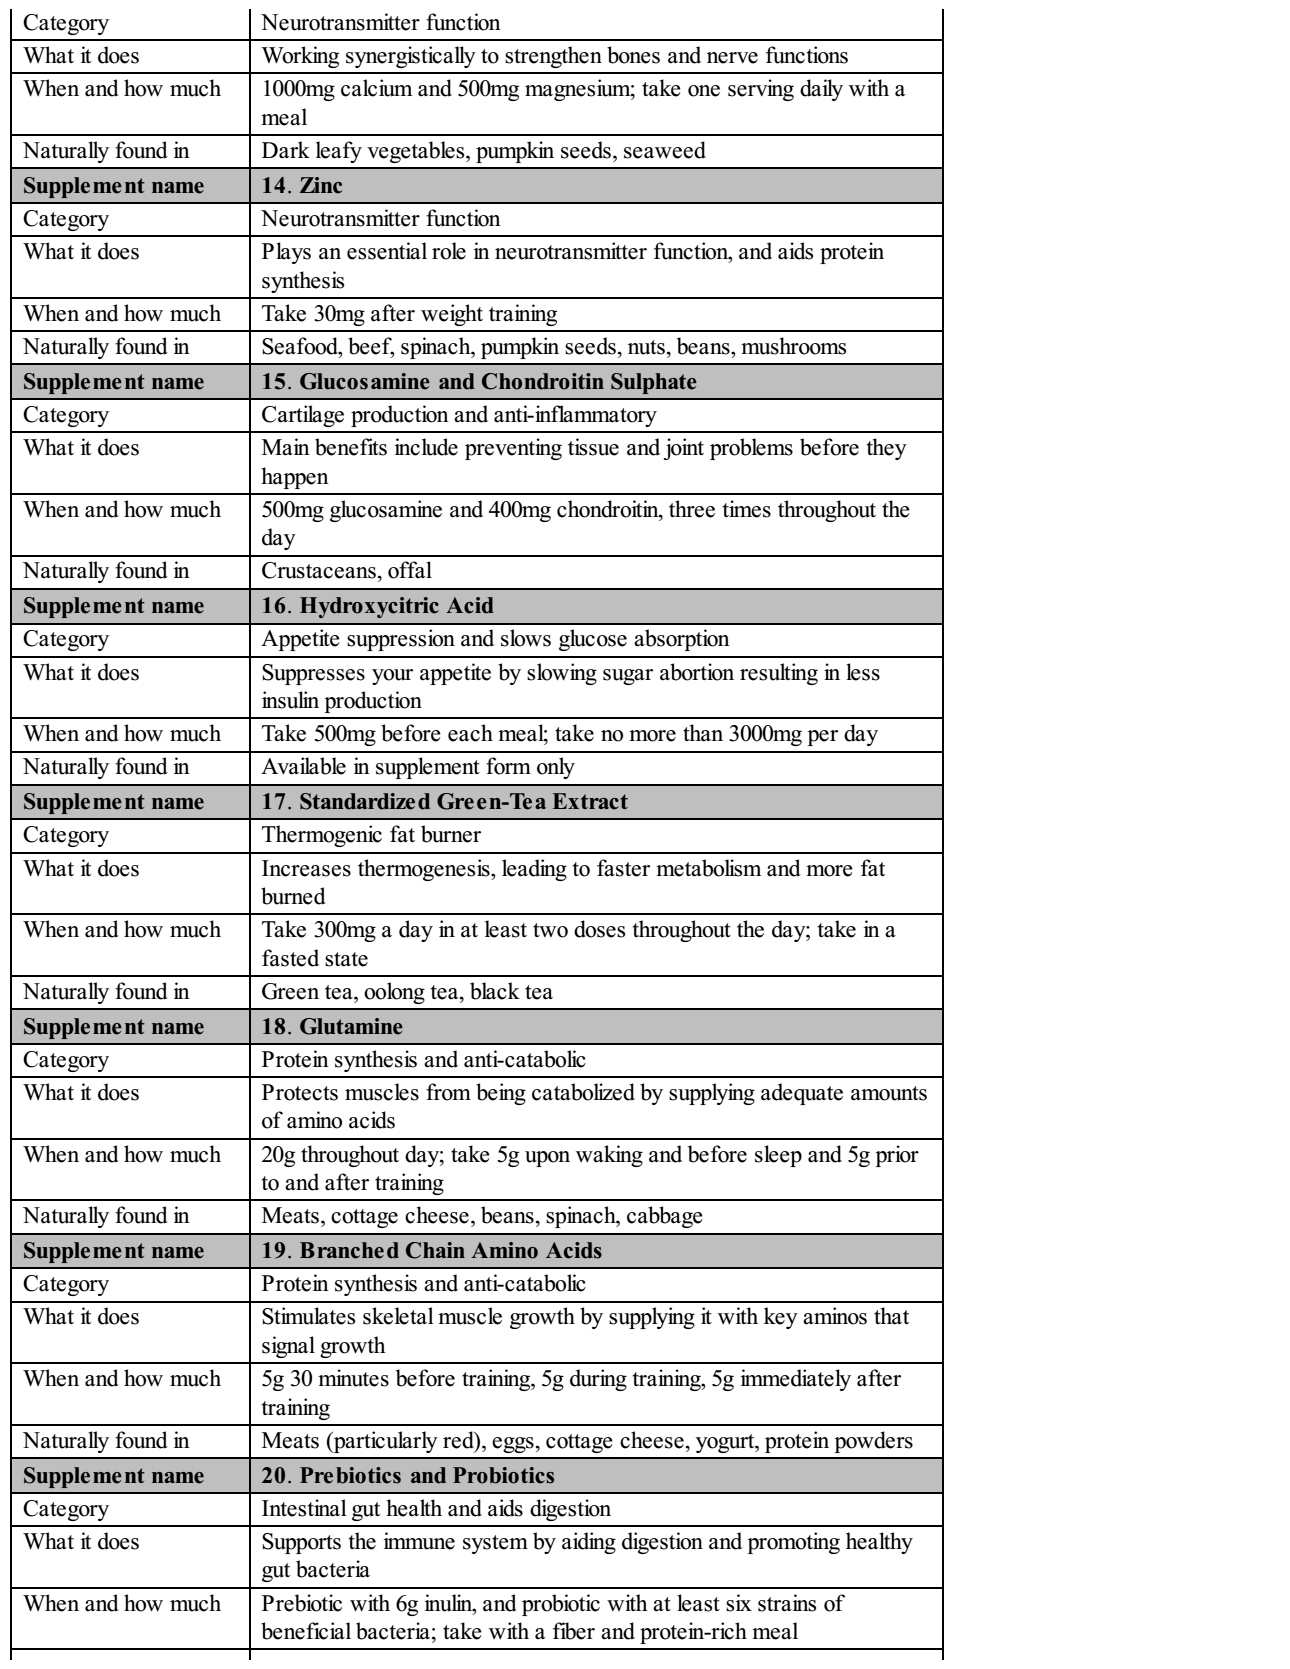 Category Neurotransmitter function
What it does Working synergistically to strengthen bones and nerve functions
When and how much 1000mg calcium and 500mg magnesium; take one serving daily with a
meal
Naturally found in Dark leafy vegetables, pumpkin seeds, seaweed
Supplement name 14. Zinc
Category Neurotransmitter function
What it does Plays an essential role in neurotransmitter function, and aids protein
synthesis
When and how much Take 30mg after weight training
Naturally found in Seafood, beef, spinach, pumpkin seeds, nuts, beans, mushrooms
Supplement name 15. Glucosamine and Chondroitin Sulphate
Category Cartilage production and anti-inflammatory
What it does Main benefits include preventing tissue and joint problems before they
happen
When and how much 500mg glucosamine and 400mg chondroitin, three times throughout the
day
Naturally found in Crustaceans, offal
Supplement name 16. Hydroxycitric Acid
Category Appetite suppression and slows glucose absorption
What it does Suppresses your appetite by slowing sugar abortion resulting in less
insulin production
When and how much Take 500mg before each meal; take no more than 3000mg per day
Naturally found in Available in supplement form only
Supplement name 17. Standardized Green-Tea Extract
Category Thermogenic fat burner
What it does Increases thermogenesis, leading to faster metabolism and more fat
burned
When and how much Take 300mg a day in at least two doses throughout the day; take in a
fasted state
Naturally found in Green tea, oolong tea, black tea
Supplement name 18. Glutamine
Category Protein synthesis and anti-catabolic
What it does Protects muscles from being catabolized by supplying adequate amounts
of amino acids
When and how much 20g throughout day; take 5g upon waking and before sleep and 5g prior
to and after training
Naturally found in Meats, cottage cheese, beans, spinach, cabbage
Supplement name 19. Branched Chain Amino Acids
Category Protein synthesis and anti-catabolic
What it does Stimulates skeletal muscle growth by supplying it with key aminos that
signal growth
When and how much 5g 30 minutes before training, 5g during training, 5g immediately after
training
Naturally found in Meats (particularly red), eggs, cottage cheese, yogurt, protein powders
Supplement name 20. Prebiotics and Probiotics
Category Intestinal gut health and aids digestion
What it does Supports the immune system by aiding digestion and promoting healthy
gut bacteria
When and how much Prebiotic with 6g inulin, and probiotic with at least six strains of
beneficial bacteria; take with a fiber and protein-rich meal